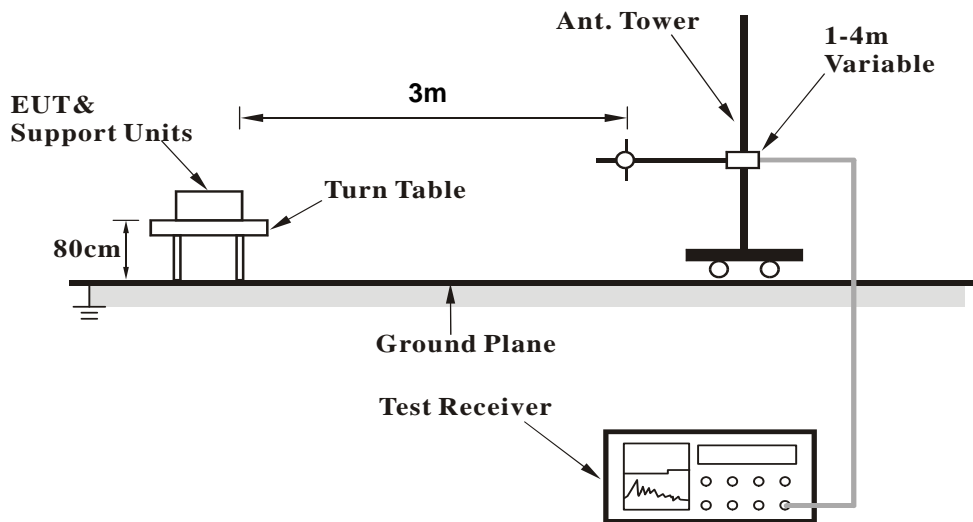 Ant. Tower
1-4m
Variable
3m
EUT&
Support Units
Turn Table
80cm
Ground Plane
Test Receiver